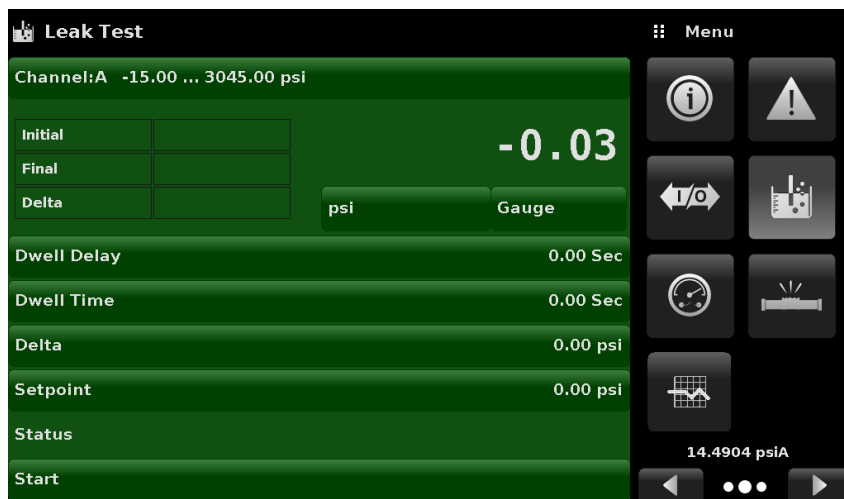 Leak Test
Menu
Channel:A -15.00 ... 3045.00 psi
Initial
Final
Delta
-0.03
psi
Gauge
I/O
Dwell Delay 0.00 Sec
Dwell Time 0.00 Sec
Delta 0.00 psi
Setpoint 0.00 psi
Status
Start
14.4904 psiA